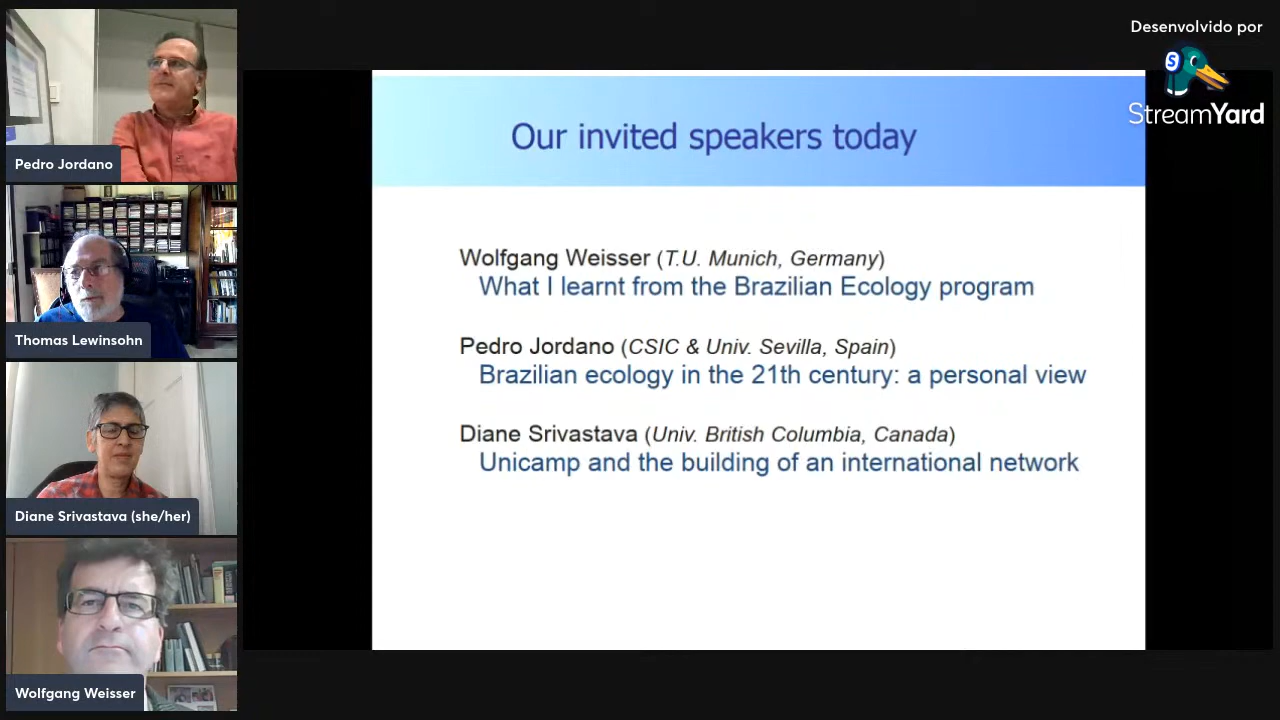 Pedro Jordano
Thomas Lewinsohn
Diane Srivastava (she/her)
Wolfgang Weisser
Our invited speakers today
Wolfgang Weisser (T.U. Munich, Germany)
What I learnt from the Brazilian Ecology program
Pedro Jordano (CSIC & Univ. Sevilla, Spain)
Brazilian ecology in the 21th century: a personal view
Diane Srivastava (Univ. British Columbia, Canada)
Unicamp and the building of an international network
Desenvolvido por
S
StreamYard